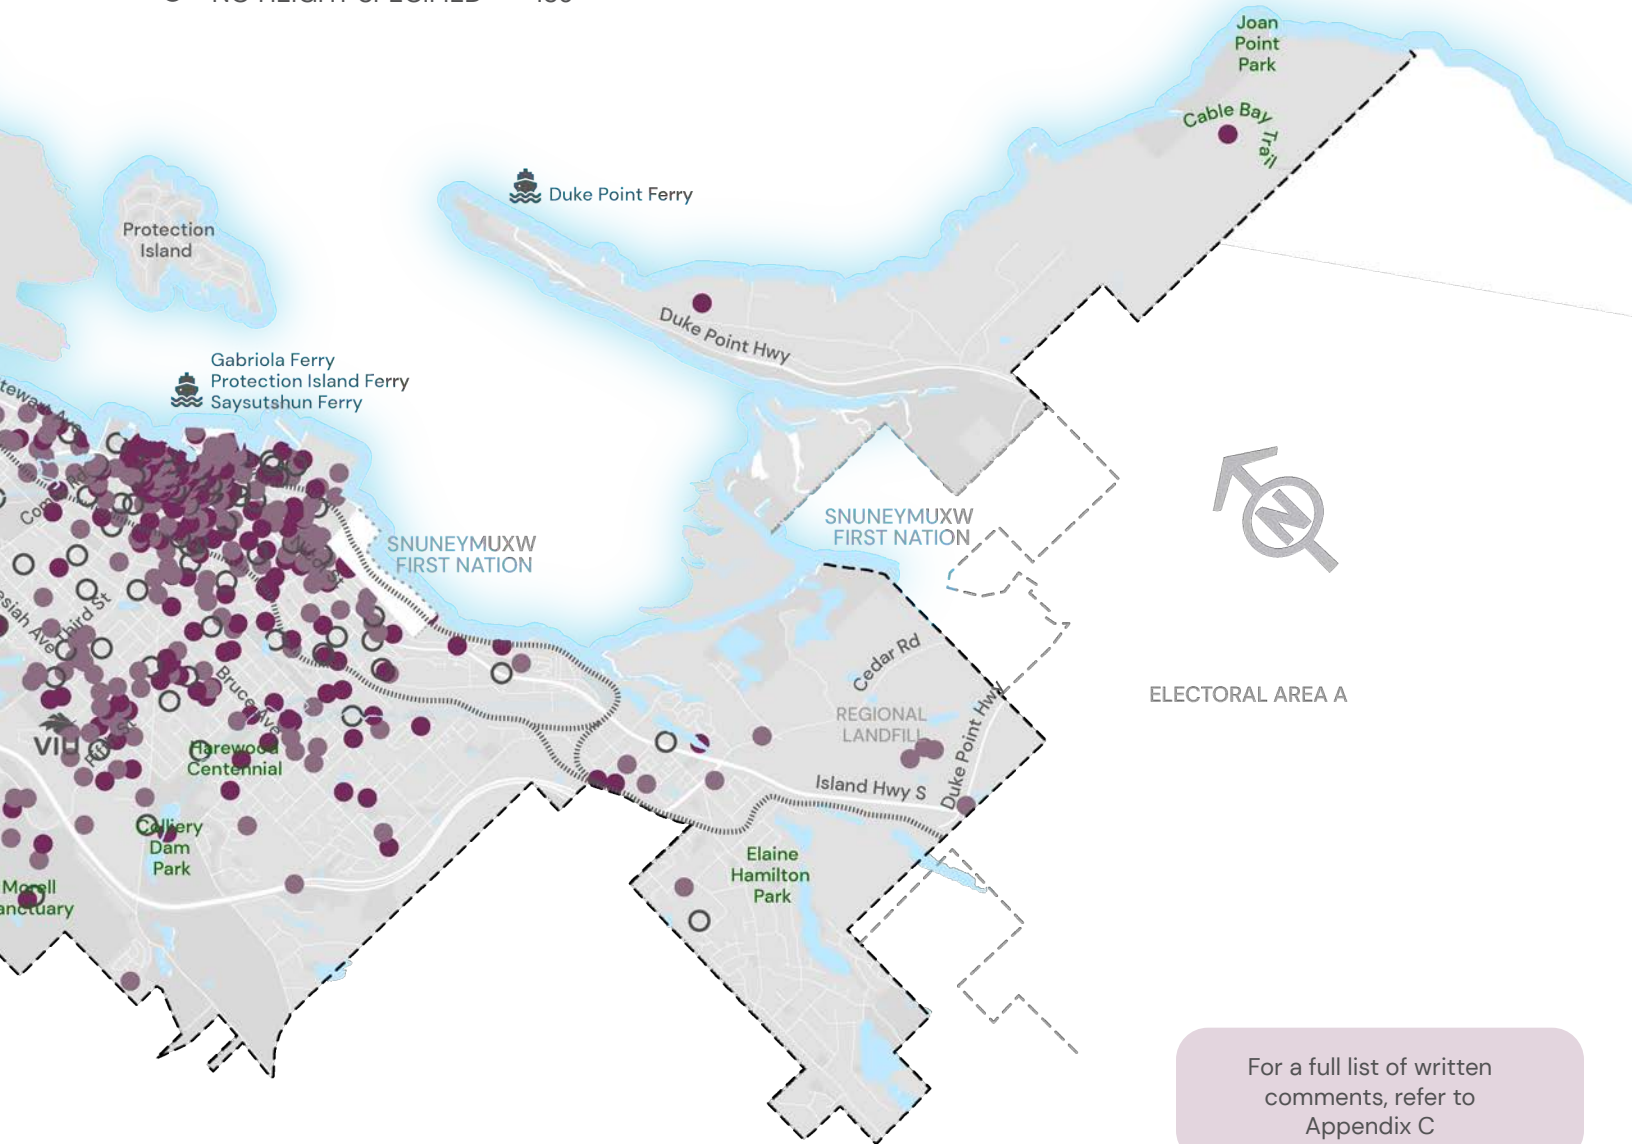 Joan
Point
Park
Cable Bay Trail
Duke Point Ferry
Protection
Island
Duke Point Hwy
Gabriola Ferry
Protection Island Ferry
Saysutshun Ferry
SNUNEYMUXW
FIRST NATION
SNUNEYMUXW
FIRST NATION
N
Third St
Cedar Rd
Bruce Ave
ELECTORAL AREA A
REGIONAL
LANDFILL
Duke Point Hwy
VIU
Harewood
Centennial
Island Hwy S
Colliery
Dam
Park
Elaine
Hamilton
Park
Morell
For a full list of written
comments, refer to
Appendix C